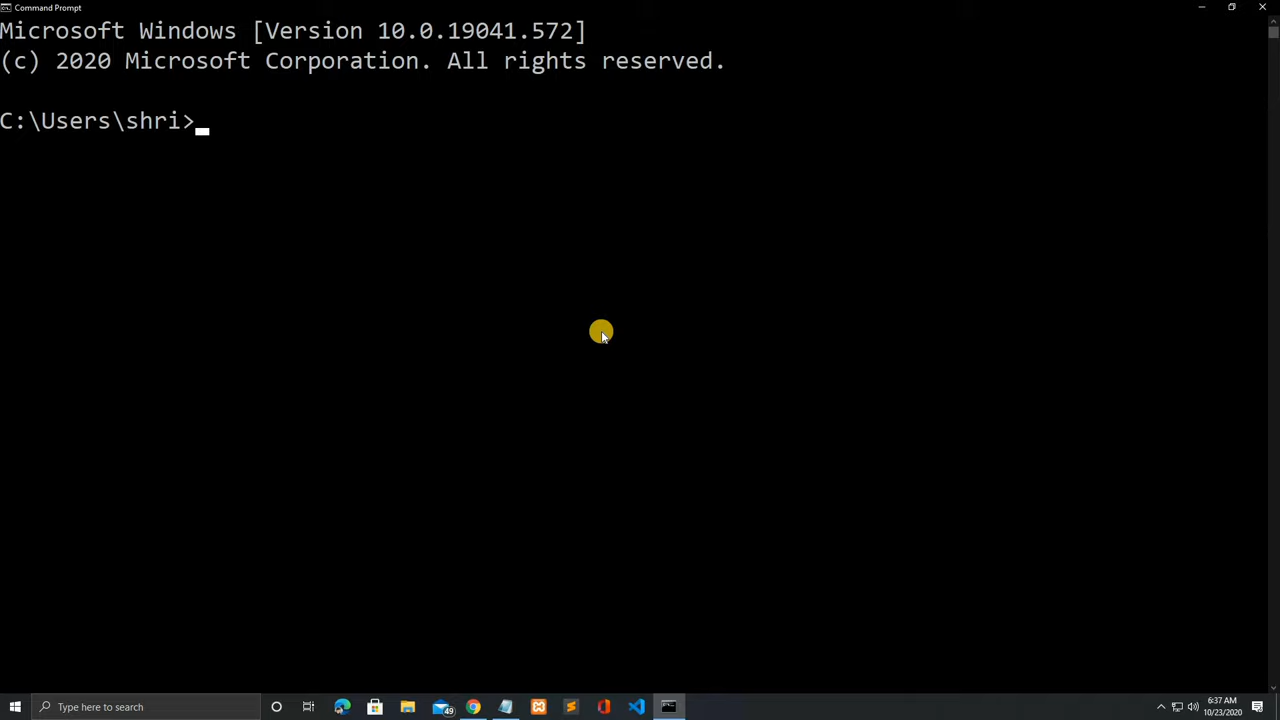 Command Prompt
Microsoft Windows [Version 10.0.19041.572]
(c) 2020 Microsoft Corporation. All rights reserved.
C:\Users\shri>
Type here to search
49
6:37 AM
10/23/2020